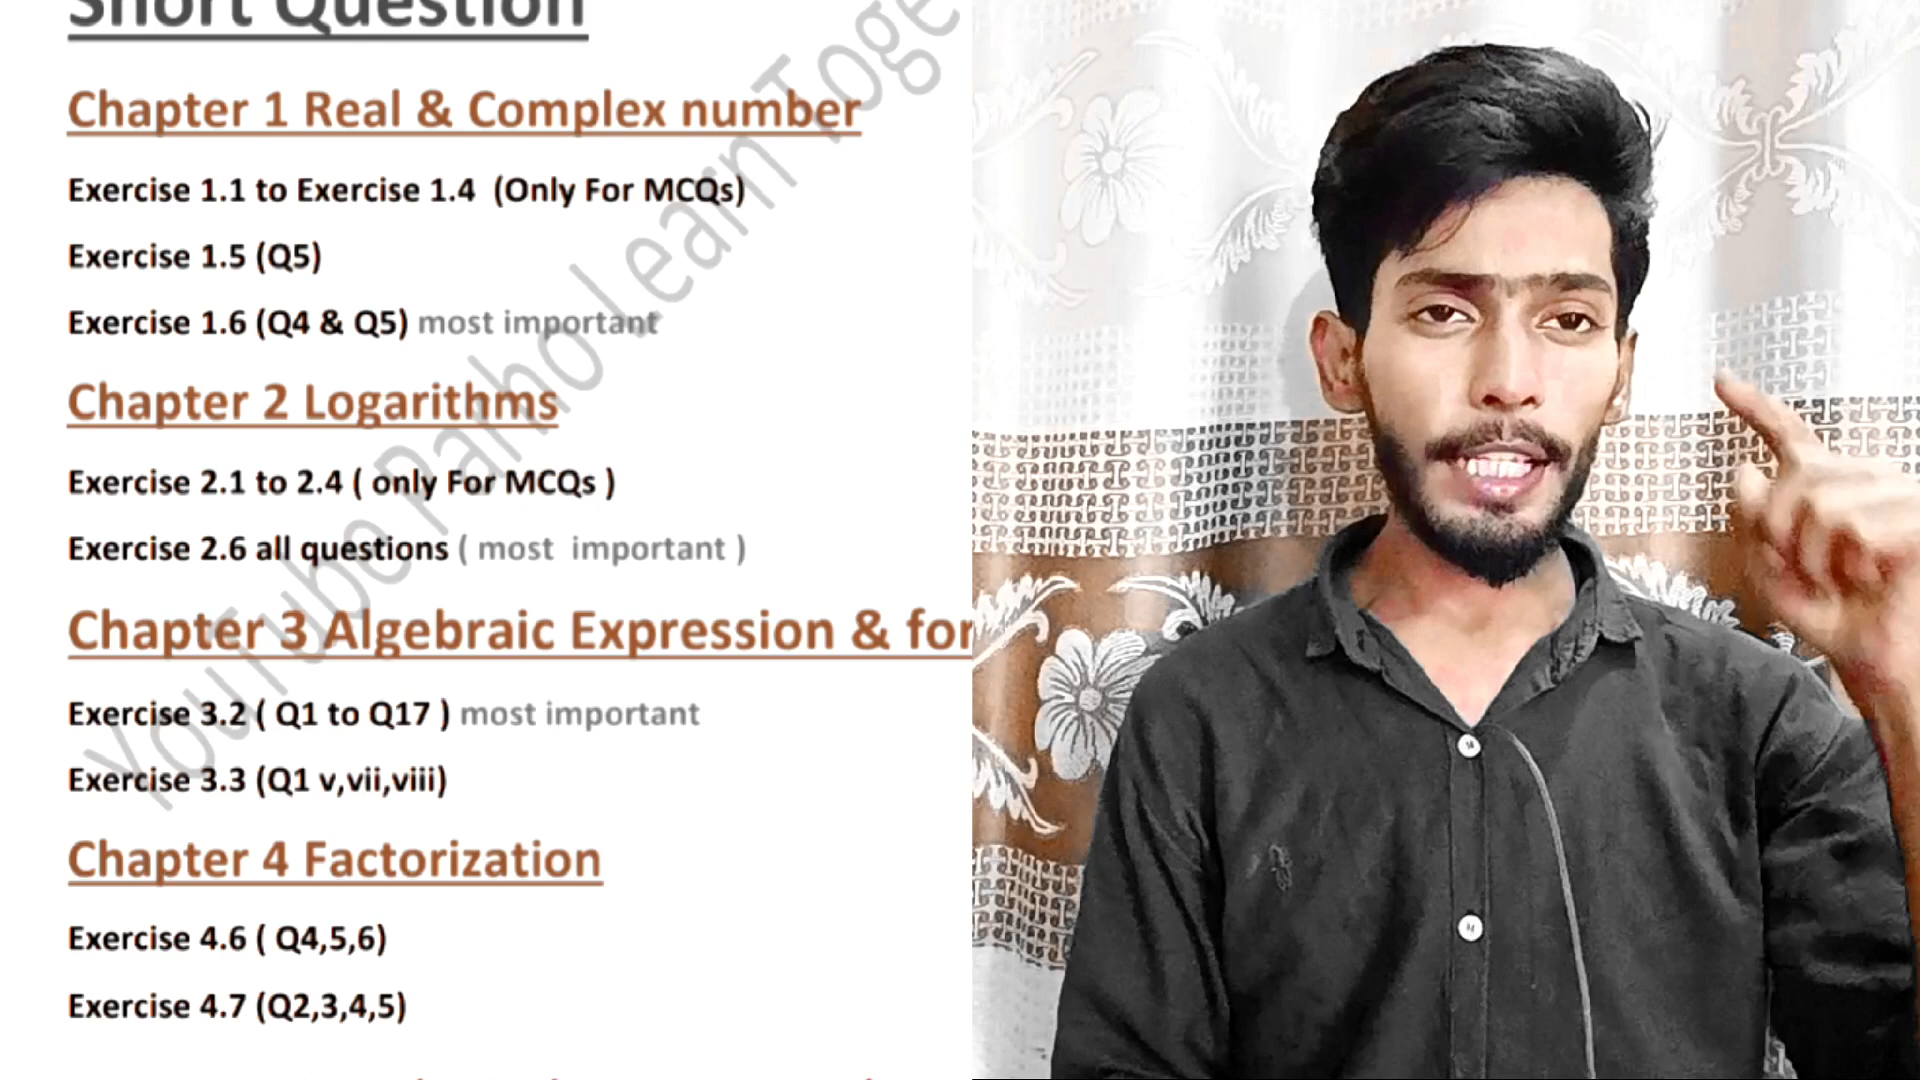 Short Question
Chapter 1 Real & Complex number
Exercise 1.1 to Exercise 1.4 (Only For MCQs)
Exercise 1.5 (Q5)
Exercise 1.6 (Q4 & Q5) most important
Chapter 2 Logarithms
Exercise 2.1 to 2.4 ( only For MCQs )
Exercise 2.6 all questions ( most important )
Chapter 3 Algebraic Expression & for
Exercise 3.2 ( Q1 to Q17 ) most important
Exercise 3.3 (Q1 v,vii,viii)
Chapter 4 Factorization
Exercise 4.6 ( Q4,5,6)
Exercise 4.7 (Q2,3,4,5)
YouTube Parho Learn Toge